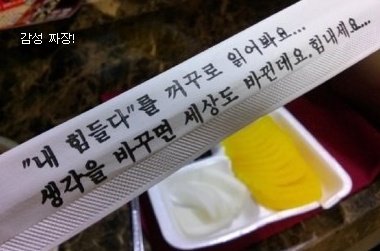 감성 짜장!
"내 힘들다"를 꺼꾸로 읽어봐요....
생각을 바꾸면 세상도 바뀐데요.힘내세요...